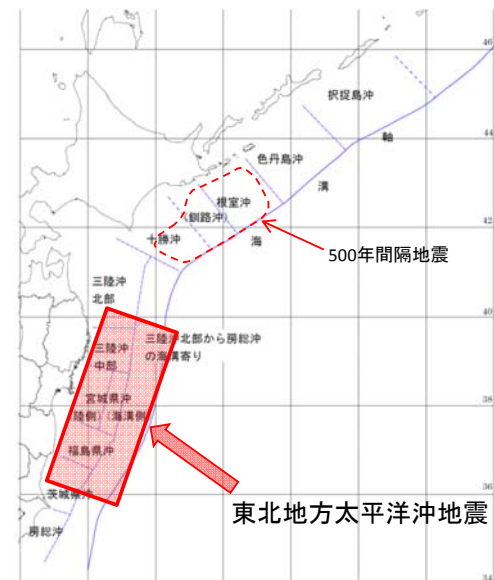 46
択捉島沖
44
軸
色丹島沖
溝
根室沖
(釧路沖)
42
十勝沖
海
500年間隔地震
三陸沖
北部
40
三陸沖北部から房総沖
の海溝寄り
三陸沖
中部
宮城県沖
(陸側)(海溝側)
38
福島県沖
36
茨城県沖
東北地方太平洋沖地震
房総沖
34